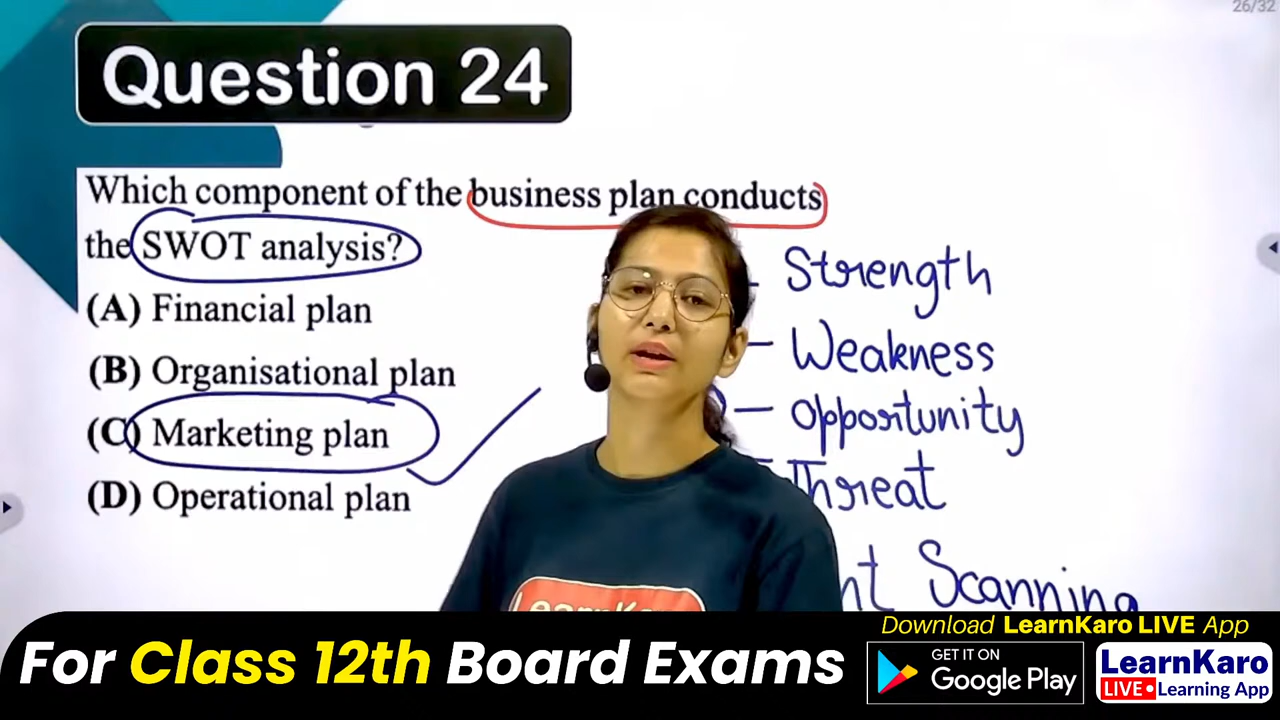 26/32
Question 24
Which component of the business plan conducts
the SWOT analysis?
(A) Financial plan
(B) Organisational plan
(C) Marketing plan
(D) Operational plan
Strength
Weakness
Opportunity
Threat
Scanning
LearnKaro
For Class 12th Board Exams
Download LearnKaro LIVE App
GET IT ON
Google Play
LearnKaro
LIVE Learning App